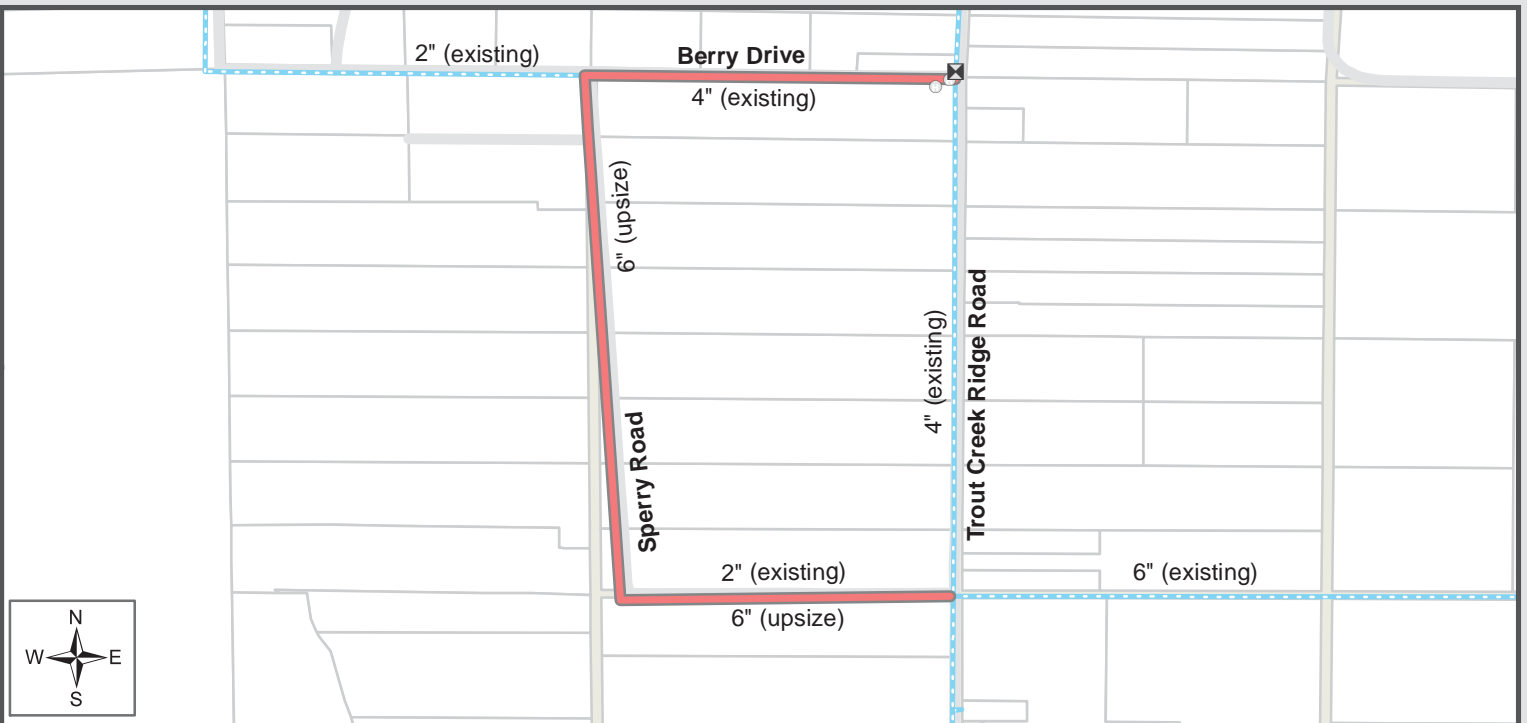 2" (existing)
Berry Drive
4" (existing)
6" (upsize)
4" (existing)
Trout Creek Ridge Road
Sperry Road
2" (existing)
6" (existing)
6" (upsize)
N
W E
S